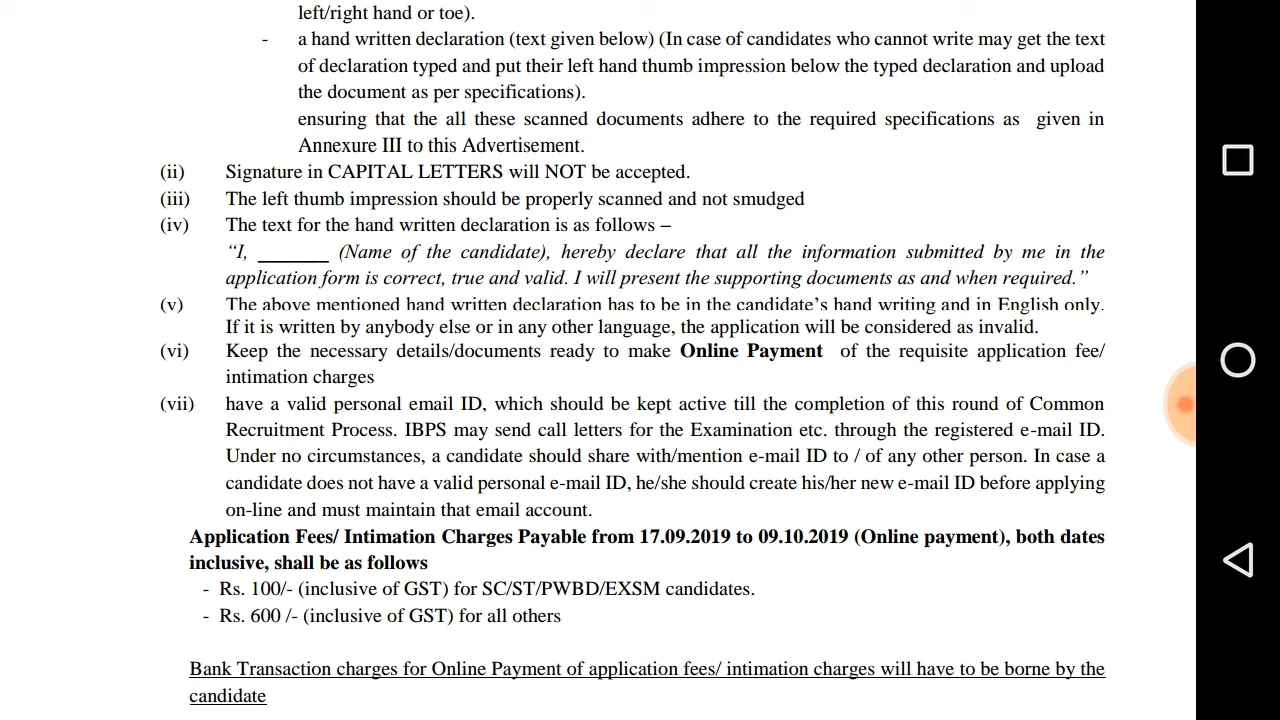 left/right hand or toe).
- a hand written declaration (text given below) (In case of candidates who cannot write may get the text
of declaration typed and put their left hand thumb impression below the typed declaration and upload
the document as per specifications).
ensuring that the all these scanned documents adhere to the required specifications as given in
Annexure III to this Advertisement.
(ii) Signature in CAPITAL LETTERS will NOT be accepted.
(iii) The left thumb impression should be properly scanned and not smudged
(iv) The text for the hand written declaration is as follows –
“I, _______ (Name of the candidate), hereby declare that all the information submitted by me in the
application form is correct, true and valid. I will present the supporting documents as and when required.”
(v) The above mentioned hand written declaration has to be in the candidate’s hand writing and in English only.
If it is written by anybody else or in any other language, the application will be considered as invalid.
(vi) Keep the necessary details/documents ready to make Online Payment of the requisite application fee/
intimation charges
(vii) have a valid personal email ID, which should be kept active till the completion of this round of Common
Recruitment Process. IBPS may send call letters for the Examination etc. through the registered e-mail ID.
Under no circumstances, a candidate should share with/mention e-mail ID to / of any other person. In case a
candidate does not have a valid personal e-mail ID, he/she should create his/her new e-mail ID before applying
on-line and must maintain that email account.
Application Fees/ Intimation Charges Payable from 17.09.2019 to 09.10.2019 (Online payment), both dates
inclusive, shall be as follows
- Rs. 100/- (inclusive of GST) for SC/ST/PWBD/EXSM candidates.
- Rs. 600 /- (inclusive of GST) for all others
Bank Transaction charges for Online Payment of application fees/ intimation charges will have to be borne by the
candidate